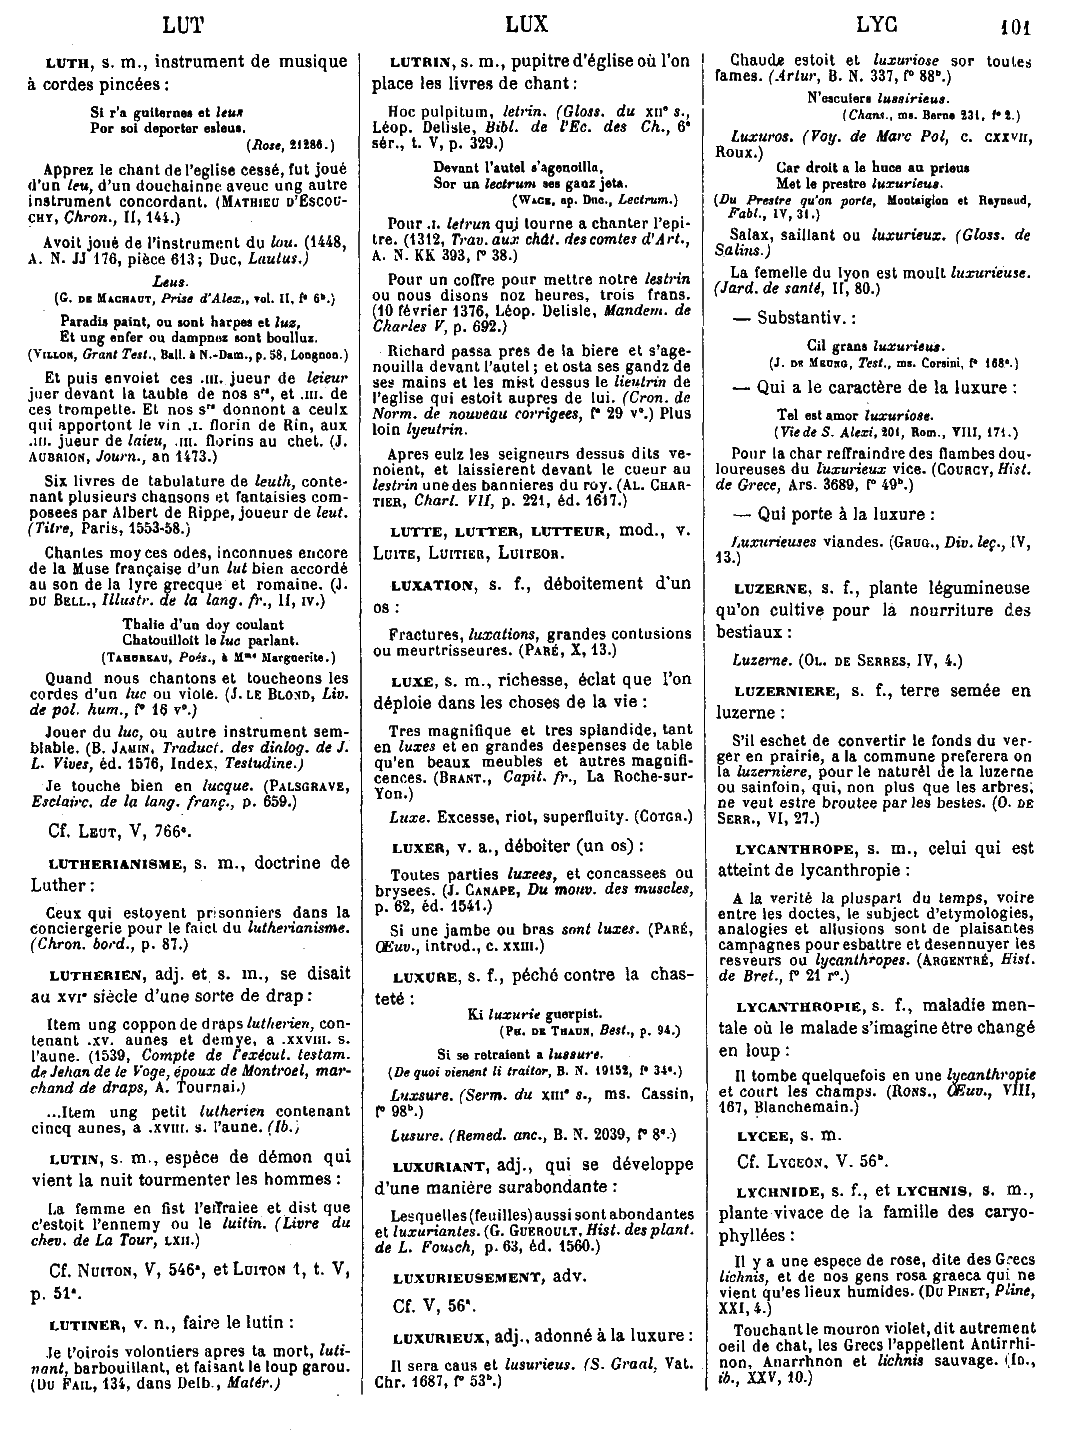 LUT
LUX
LYC
101
LUTH, s. m., instrument de musique
à cordes pincées :
Si r'a guiternes et leus
Por soi deporter esleus.
(Rose, 21286.)
Apprez le chant de l'eglise cessé, fut joué
d'un leu, d'un douchainne aveuc ung autre
instrument concordant. (MATHIEU D'ESCOU-
CHY, Chron., II, 144.)
Avoit joué de l'instrument du lou. (1448,
A. N. JJ 176, pièce 613; Duc, Lautus.)
Leus.
(G. DE MACHAUT, Prise d'Alex., vol. II, f° 6ᵇ.)
Paradis paint, ou sont harpes et luz,
Et ung enfer ou dampnez sont boulluz.
(VILLON, Grant Test., Ball. à N.-Dam., p. 58, Longnon.)
Et puis envoiet ces .III. jueur de leieur
juer devant la tauble de nos sʳˢ, et .III. de
ces trompette. Et nos sʳˢ donnont a ceulx
qui apportont le vin .I. florin de Rin, aux
.III. jueur de laieu, .III. florins au chet. (J.
AUBRION, Journ., an 1473.)
Six livres de tabulature de leuth, conte-
nant plusieurs chansons et fantaisies com-
posees par Albert de Rippe, joueur de leut.
(Titre, Paris, 1553-58.)
Chantes moy ces odes, inconnues encore
de la Muse française d'un lut bien accordé
au son de la lyre grecque et romaine. (J.
DU BELL., Illustr. de la lang. fr., II, IV.)
Thalie d'un doy coulant
Chatouilloit le luc parlant.
(TAHUREAU, Poés., à Mᵐᵉ Marguerite.)
Quand nous chantons et toucheons les
cordes d'un luc ou viole. (J. LE BLOND, Liv.
de pol. hum., f° 16 v°.)
Jouer du luc, ou autre instrument sem-
blable. (B. JAMIN, Traduct. des dialog. de J.
L. Vives, éd. 1576, Index, Testudine.)
Je touche bien en lucque. (PALSGRAVE,
Esclairc. de la lang. franç., p. 659.)
Cf. LEUT, V, 766ᵃ.
LUTHERIANISME, s. m., doctrine de
Luther :
Ceux qui estoyent prisonniers dans la
conciergerie pour le faict du lutherianisme.
(Chron. bord., p. 87.)
LUTHERIEN, adj. et s. m., se disait
au XVIᵉ siècle d'une sorte de drap :
Item ung coppon de draps lutherien, con-
tenant .XV. aunes et demye, a .XXVIII. s.
l'aune. (1539, Compte de l'exécut. testam.
de Jehan de le Voge, époux de Montroel, mar-
chand de draps, A. Tournai.)
...Item ung petit lutherien contenant
cincq aunes, a .XVIII. s. l'aune. (Ib.)
LUTIN, s. m., espèce de démon qui
vient la nuit tourmenter les hommes :
La femme en fist l'effraiee et dist que
c'estoit l'ennemy ou le luitin. (Livre du
chev. de La Tour, LXII.)
Cf. NUITON, V, 546ᵃ, et LUITON 1, t. V,
p. 51ᵃ.
LUTINER, v. n., faire le lutin :
Je t'oirois volontiers apres ta mort, luti-
nant, barbouillant, et faisant le loup garou.
(DU FAIL, 134, dans Delb., Matér.)
LUTRIN, s. m., pupitre d'église où l'on
place les livres de chant :
Hoc pulpitum, letrin. (Gloss. du XIIᵉ s.,
Léop. Delisle, Bibl. de l'Ec. des Ch., 6ᵉ
sér., t. V, p. 329.)
Devant l'autel s'agenoilla,
Sor un lectrum ses ganz jeta.
(WACE, ap. Duc., Lectrum.)
Pour .I. letrun quj tourne a chanter l'epi-
tre. (1312, Trav. aux chât. des comtes d'Art.,
A. N. KK 393, f° 38.)
Pour un coffre pour mettre notre lestrin
ou nous disons noz heures, trois frans.
(10 février 1376, Léop. Delisle, Mandem. de
Charles V, p. 692.)
Richard passa pres de la biere et s'age-
nouilla devant l'autel ; et osta ses gandz de
ses mains et les mist dessus le lieutrin de
l'eglise qui estoit aupres de lui. (Cron. de
Norm. de nouveau corrigees, f° 29 v°.) Plus
loin lyeutrin.
Apres eulz les seigneurs dessus dits ve-
noient, et laissierent devant le cueur au
lestrin une des bannieres du roy. (AL. CHAR-
TIER, Charl. VII, p. 221, éd. 1617.)
LUTTE, LUTTER, LUTTEUR, mod., v.
LUITE, LUITIER, LUITEOR.
LUXATION, s. f., déboitement d'un
os :
Fractures, luxations, grandes contusions
ou meurtrisseures. (PARÉ, X, 13.)
LUXE, s. m., richesse, éclat que l'on
déploie dans les choses de la vie :
Tres magnifique et tres splandide, tant
en luxes et en grandes despenses de table
qu'en beaux meubles et autres magnifi-
cences. (BRANT., Capit. fr., La Roche-sur-
Yon.)
Luxe. Excesse, riot, superfluity. (COTGR.)
LUXER, v. a., déboîter (un os) :
Toutes parties luxees, et concassees ou
brysees. (J. CANAPE, Du mouv. des muscles,
p. 62, éd. 1541.)
Si une jambe ou bras sont luxes. (PARÉ,
Œuv., introd., c. XXIII.)
LUXURE, s. f., péché contre la chas-
teté :
Ki luxurie guerpist.
(PH. DE THAUN, Best., p. 94.)
Si se retraient a lussure.
(De quoi vienent li traitor, B. N. 19152, f° 34ᵃ.)
Luxsure. (Serm. du XIIIᵉ s., ms. Cassin,
f° 98ᵇ.)
Lusure. (Remed. anc., B. N. 2039, f° 8ᵃ.)
LUXURIANT, adj., qui se développe
d'une manière surabondante :
Lesquelles (feuilles) aussi sont abondantes
et luxuriantes. (G. GUEROULT, Hist. des plant.
de L. Fousch, p. 63, éd. 1560.)
LUXURIEUSEMENT, adv.
Cf. V, 56ᵃ.
LUXURIEUX, adj., adonné à la luxure :
Il sera caus et lusurieus. (S. Graal, Vat.
Chr. 1687, f° 53ᵇ.)
Chaude estoit et luxuriose sor toutes
fames. (Artur, B. N. 337, f° 88ᵇ.)
N'escuiers lussirieus.
(Chans., ms. Berne 231, f° 2.)
Luxuros. (Voy. de Marc Pol, c. CXXVII,
Roux.)
Car droit a le huce au prieus
Met le prestre luxurieus.
(Du Prestre qu'on porte, Montaiglon et Raynaud,
Fabl., IV, 31.)
Salax, saillant ou luxurieux. (Gloss. de
Salins.)
La femelle du lyon est moult luxurieuse.
(Jard. de santé, II, 80.)
— Substantiv. :
Cil grans luxurieus.
(J. DE MEUNG, Test., ms. Corsini, f° 168ᵃ.)
— Qui a le caractère de la luxure :
Tel est amor luxuriose.
(Vie de S. Alexi, 201, Rom., VIII, 171.)
Pour la char reffraindre des flambes dou-
loureuses du luxurieux vice. (COURCY, Hist.
de Grece, Ars. 3689, f° 49ᵇ.)
— Qui porte à la luxure :
Luxurieuses viandes. (GRUG., Div. leç., IV,
13.)
LUZERNE, s. f., plante légumineuse
qu'on cultive pour la nourriture des
bestiaux :
Luzerne. (OL. DE SERRES, IV, 4.)
LUZERNIERE, s. f., terre semée en
luzerne :
S'il eschet de convertir le fonds du ver-
ger en prairie, a la commune preferera on
la luzerniere, pour le naturel de la luzerne
ou sainfoin, qui, non plus que les arbres,
ne veut estre broutee par les bestes. (O. DE
SERR., VI, 27.)
LYCANTHROPE, s. m., celui qui est
atteint de lycanthropie :
A la verité la pluspart du temps, voire
entre les doctes, le subject d'etymologies,
analogies et allusions sont de plaisantes
campagnes pour esbattre et desennuyer les
resveurs ou lycanthropes. (ARGENTRÉ, Hist.
de Bret., f° 21 r°.)
LYCANTHROPIE, s. f., maladie men-
tale où le malade s'imagine être changé
en loup :
Il tombe quelquefois en une lycanthropie
et court les champs. (RONS., Œuv., VIII,
167, Blanchemain.)
LYCEE, s. m.
Cf. LYCEON, V. 56ᵇ.
LYCHNIDE, s. f., et LYCHNIS, s. m.,
plante vivace de la famille des caryo-
phyllées :
Il y a une espece de rose, dite des Grecs
lichnis, et de nos gens rosa graeca qui ne
vient qu'es lieux humides. (DU PINET, Pline,
XXI, 4.)
Touchant le mouron violet, dit autrement
oeil de chat, les Grecs l'appellent Antirrhi-
non, Anarrhnon et lichnis sauvage. (ID.,
ib., XXV, 10.)